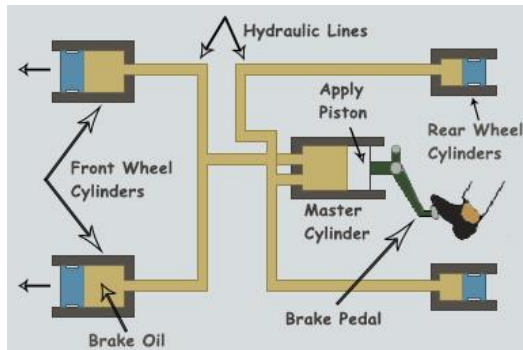 Hydraulic Lines
Apply
Piston
Rear Wheel
Cylinders
Front Wheel
Cylinders
Master
Cylinder
Brake Pedal
Brake Oil